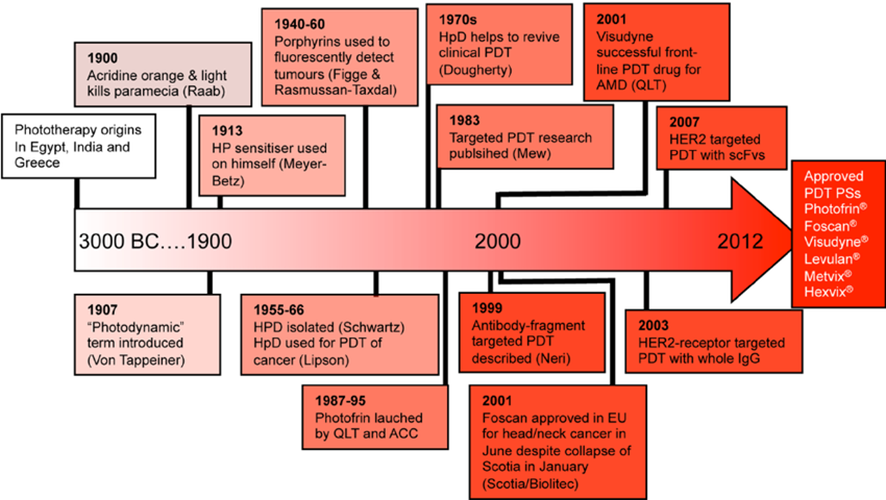 1940-60
Porphyrins used to
fluorescently detect
tumours (Figge &
Rasmussan-Taxdal)
1970s
HpD helps to revive
clinical PDT
(Dougherty)
2001
Visudyne
successful front-
line PDT drug for
AMD (QLT)
1900
Acridine orange & light
kills paramecia (Raab)
Phototherapy origins
In Egypt, India and
Greece
1913
HP sensitiser used
on himself (Meyer-
Betz)
1983
Targeted PDT research
publsihed (Mew)
2007
HER2 targeted
PDT with scFvs
Approved
PDT PSs
Photofrin®
Foscan®
Visudyne®
Levulan®
Metvix®
Hexvix®
3000 BC....1900
2000
2012
1907
“Photodynamic”
term introduced
(Von Tappeiner)
1955-66
HPD isolated (Schwartz)
HpD used for PDT of
cancer (Lipson)
1999
Antibody-fragment
targeted PDT
described (Neri)
2003
HER2-receptor targeted
PDT with whole IgG
1987-95
Photofrin lauched
by QLT and ACC
2001
Foscan approved in EU
for head/neck cancer in
June despite collapse of
Scotia in January
(Scotia/Biolitec)